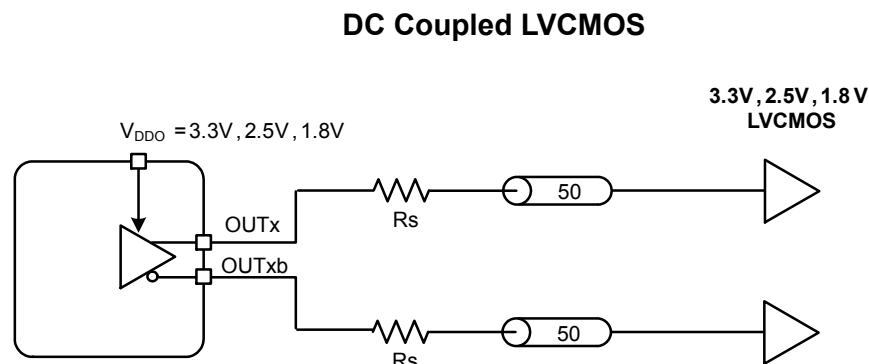 DC Coupled LVCMOS
3.3V, 2.5V, 1.8 V
LVCMOS
VDDO = 3.3V, 2.5V, 1.8V
OUTx
50
Rs
OUTxb
50
Rs